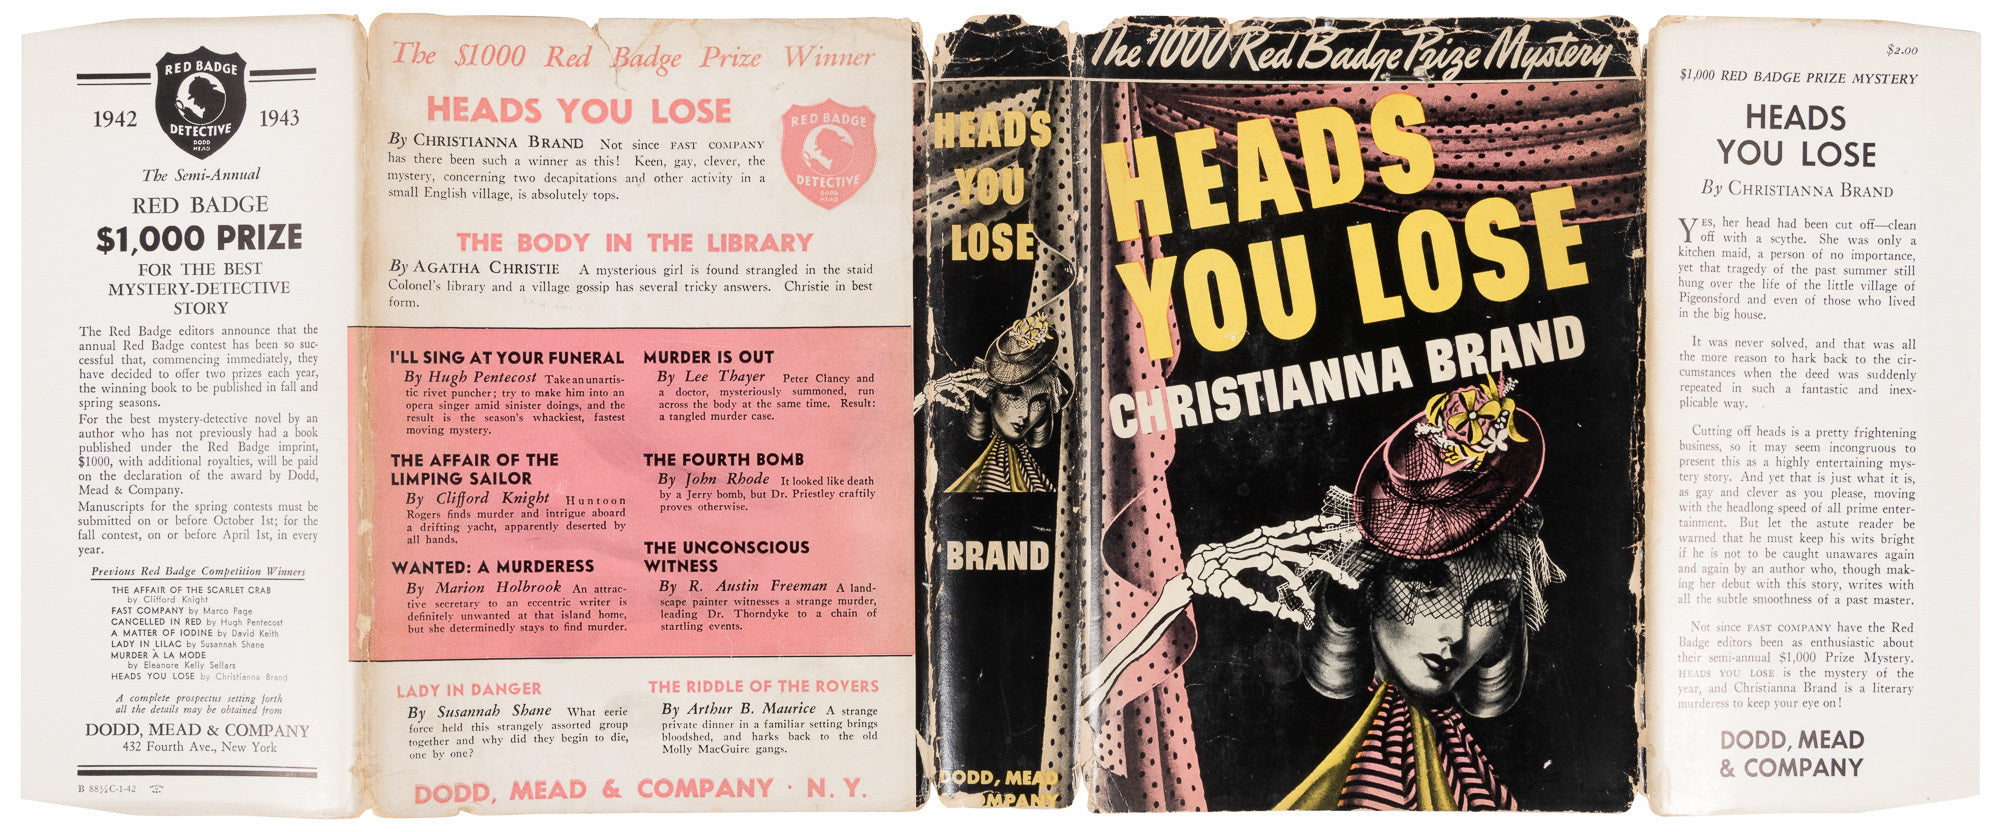 RED BADGE
DETECTIVE
DODD
MEAD
1942 1943
The Semi-Annual
RED BADGE
$1,000 PRIZE
FOR THE BEST
MYSTERY-DETECTIVE
STORY
The Red Badge editors announce that the
annual Red Badge contest has been so suc-
cessful that, commencing immediately, they
have decided to offer two prizes each year,
the winning book to be published in fall and
spring seasons.
For the best mystery-detective novel by an
author who has not previously had a book
published under the Red Badge imprint,
$1000, with additional royalties, will be paid
on the declaration of the award by Dodd,
Mead & Company.
Manuscripts for the spring contests must be
submitted on or before October 1st; for the
fall contest, on or before April 1st, in every
year.
Previous Red Badge Competition Winners
THE AFFAIR OF THE SCARLET CRAB
by Clifford Knight
FAST COMPANY by Marco Page
CANCELLED IN RED by Hugh Pentecost
A MATTER OF IODINE by David Keith
LADY IN LILAC by Susannah Shane
MURDER À LA MODE
by Eleanore Kelly Sellars
HEADS YOU LOSE by Christianna Brand
A complete prospectus setting forth
all the details may be obtained from
DODD, MEAD & COMPANY
432 Fourth Ave., New York
B 88½C-1-42
The $1000 Red Badge Prize Winner
HEADS YOU LOSE
By CHRISTIANNA BRAND Not since FAST COMPANY
has there been such a winner as this! Keen, gay, clever, the
mystery, concerning two decapitations and other activity in a
small English village, is absolutely tops.
RED BADGE
DETECTIVE
DODD
MEAD
THE BODY IN THE LIBRARY
By AGATHA CHRISTIE A mysterious girl is found strangled in the staid
Colonel's library and a village gossip has several tricky answers. Christie in best
form.
I'LL SING AT YOUR FUNERAL
By Hugh Pentecost Take an unartis-
tic rivet puncher; try to make him into an
opera singer amid sinister doings, and the
result is the season's whackiest, fastest
moving mystery.
THE AFFAIR OF THE
LIMPING SAILOR
By Clifford Knight Huntoon
Rogers finds murder and intrigue aboard
a drifting yacht, apparently deserted by
all hands.
WANTED: A MURDERESS
By Marion Holbrook An attrac-
tive secretary to an eccentric writer is
definitely unwanted at that island home,
but she determinedly stays to find murder.
MURDER IS OUT
By Lee Thayer Peter Clancy and
a doctor, mysteriously summoned, run
across the body at the same time. Result:
a tangled murder case.
THE FOURTH BOMB
By John Rhode It looked like death
by a Jerry bomb, but Dr. Priestley craftily
proves otherwise.
THE UNCONSCIOUS
WITNESS
By R. Austin Freeman A land-
scape painter witnesses a strange murder,
leading Dr. Thorndyke to a chain of
startling events.
LADY IN DANGER
By Susannah Shane What eerie
force held this strangely assorted group
together and why did they begin to die,
one by one?
THE RIDDLE OF THE ROVERS
By Arthur B. Maurice A strange
private dinner in a familiar setting brings
bloodshed, and harks back to the old
Molly MacGuire gangs.
DODD, MEAD & COMPANY · N. Y.
HEADS
YOU
LOSE
BRAND
DODD, MEAD
OMPANY
The $1000 Red Badge Prize Mystery
HEADS
YOU LOSE
CHRISTIANNA BRAND
$2.00
$1,000 RED BADGE PRIZE MYSTERY
HEADS
YOU LOSE
By CHRISTIANNA BRAND
YES, her head had been cut off—clean
off with a scythe. She was only a
kitchen maid, a person of no importance,
yet that tragedy of the past summer still
hung over the life of the little village of
Pigeonsford and even of those who lived
in the big house.
It was never solved, and that was all
the more reason to hark back to the cir-
cumstances when the deed was suddenly
repeated in such a fantastic and inex-
plicable way.
Cutting off heads is a pretty frightening
business, so it may seem incongruous to
present this as a highly entertaining mys-
tery story. And yet that is just what it is,
as gay and clever as you please, moving
with the headlong speed of all prime enter-
tainment. But let the astute reader be
warned that he must keep his wits bright
if he is not to be caught unawares again
and again by an author who, though mak-
ing her debut with this story, writes with
all the subtle smoothness of a past master.
Not since FAST COMPANY have the Red
Badge editors been as enthusiastic about
their semi-annual $1,000 Prize Mystery.
HEADS YOU LOSE is the mystery of the
year, and Christianna Brand is a literary
murderess to keep your eye on!
DODD, MEAD
& COMPANY